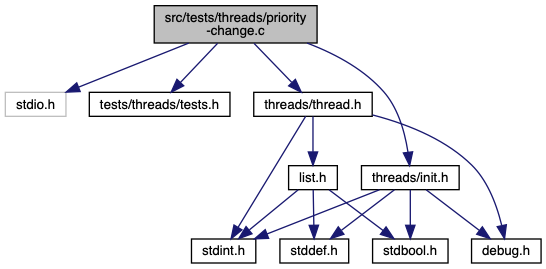 src/tests/threads/priority
-change.c
stdio.h
tests/threads/tests.h
threads/thread.h
list.h
threads/init.h
stdint.h
stddef.h
stdbool.h
debug.h